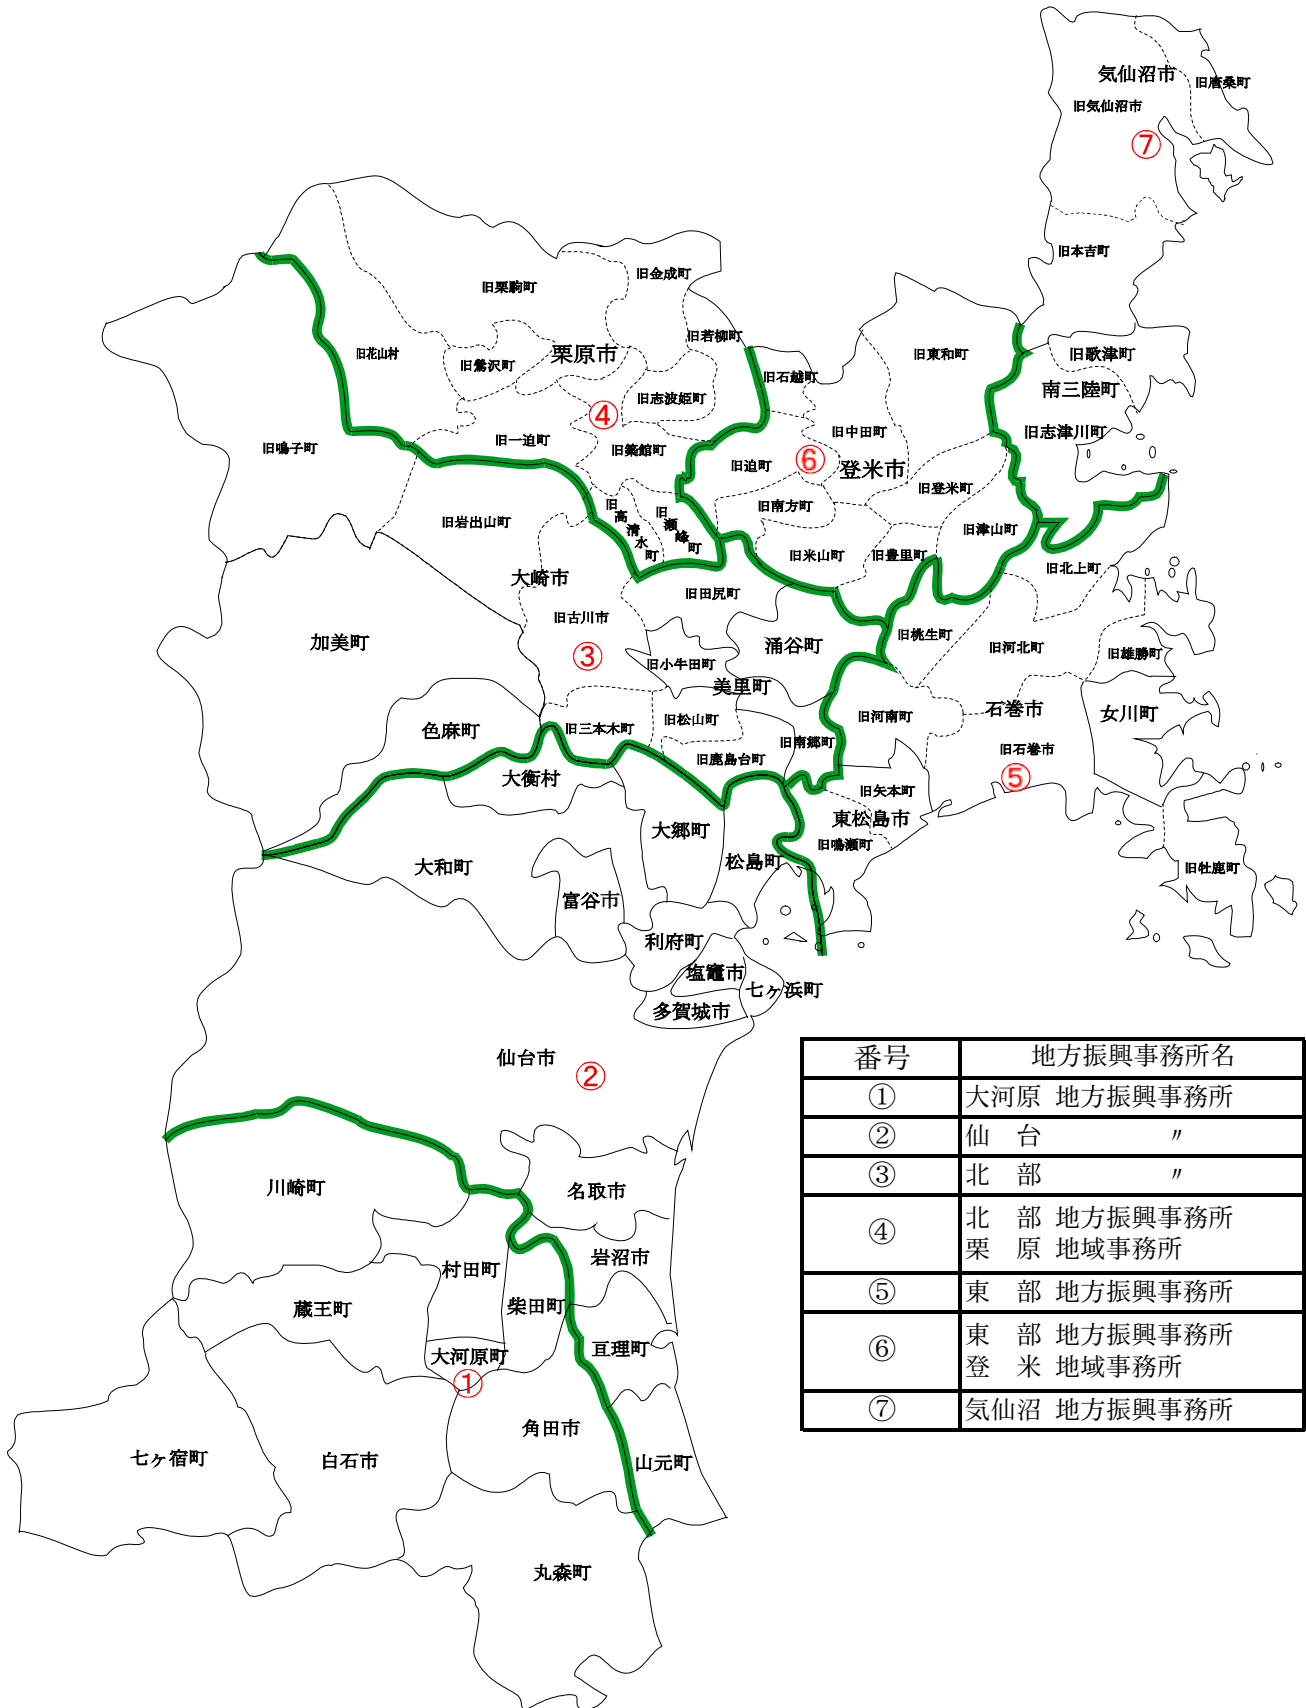 気仙沼市
旧唐桑町
旧気仙沼市
⑦
旧本吉町
旧金成町
旧栗駒町
旧若柳町
旧花山村
旧鶯沢町
栗原市
旧東和町
旧歌津町
旧石越町
南三陸町
旧志波姫町
④
旧志津川町
旧中田町
旧一迫町
旧鳴子町
旧築館町
旧迫町
⑥
登米市
旧登米町
旧南方町
旧高清水町
旧瀬峰町
旧岩出山町
旧津山町
旧米山町
旧豊里町
旧北上町
大崎市
旧田尻町
旧古川市
旧桃生町
加美町
涌谷町
旧河北町
旧雄勝町
③
旧小牛田町
美里町
石巻市
女川町
旧河南町
色麻町
旧三本木町
旧松山町
旧南郷町
旧石巻市
旧鹿島台町
⑤
大衡村
旧矢本町
東松島市
大郷町
旧鳴瀬町
松島町
大和町
旧牡鹿町
富谷市
利府町
塩竈市
七ヶ浜町
多賀城市
仙台市
②
川崎町
名取市
岩沼市
村田町
蔵王町
柴田町
大河原町
亘理町
①
角田市
七ヶ宿町
白石市
山元町
丸森町
番号 地方振興事務所名
① 大河原 地方振興事務所
② 仙 台 〃
③ 北 部 〃
④ 北 部 地方振興事務所
栗 原 地域事務所
⑤ 東 部 地方振興事務所
⑥ 東 部 地方振興事務所
登 米 地域事務所
⑦ 気仙沼 地方振興事務所